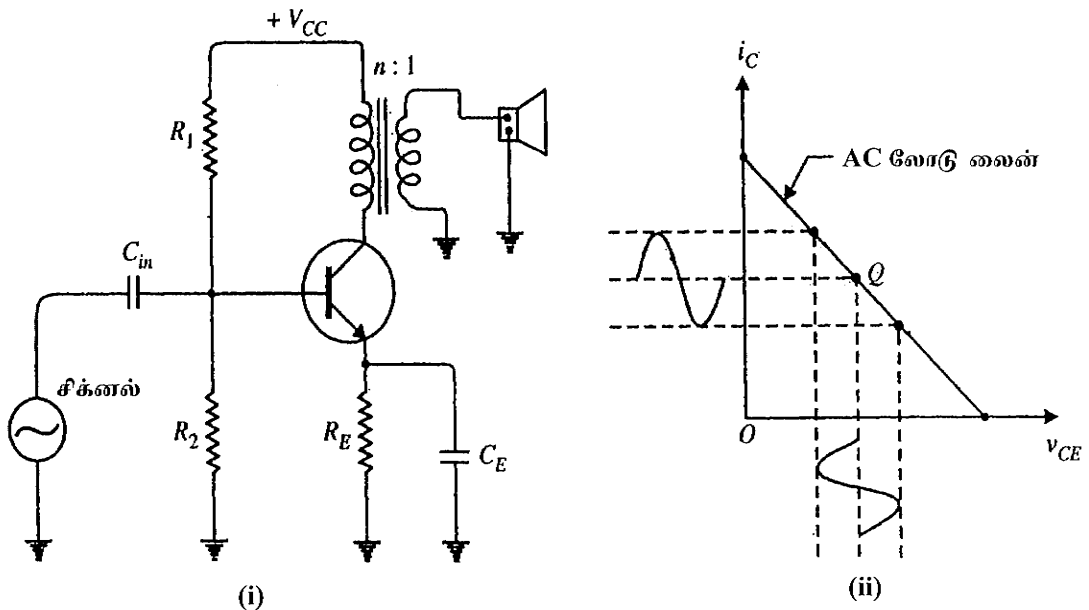 + V_CC
n : 1
R_1
C_in
சிக்னல்
R_2
R_E
C_E
(i)
i_C
AC லோடு லைன்
Q
O
v_CE
(ii)